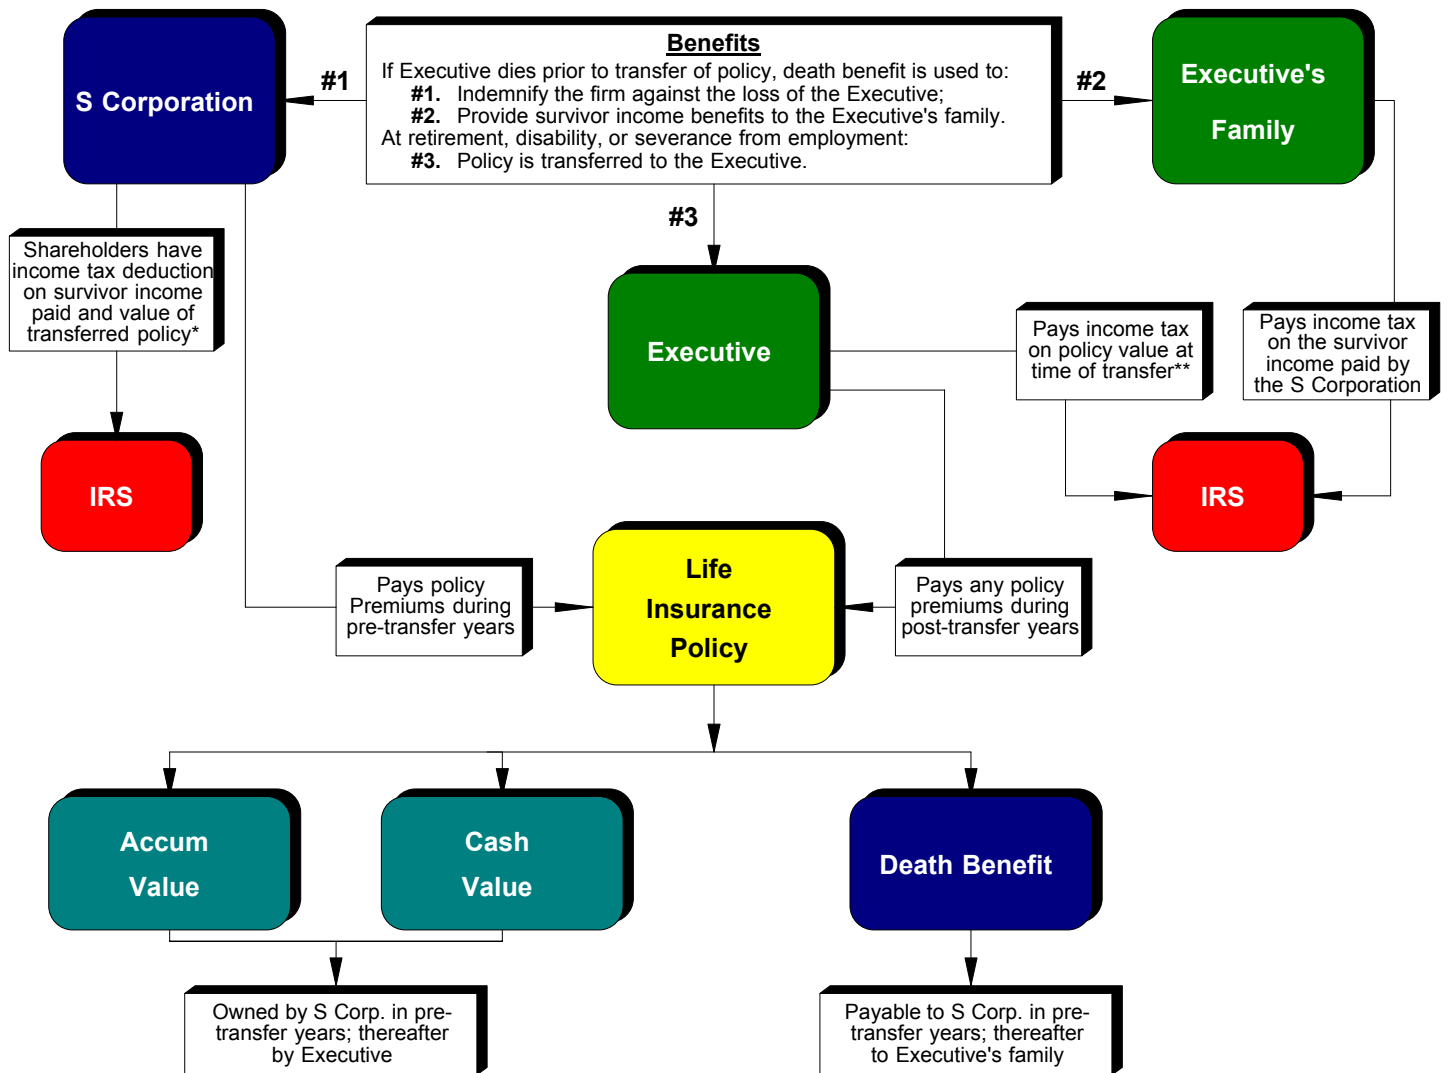 Benefits
If Executive dies prior to transfer of policy, death benefit is used to:
#1. Indemnify the firm against the loss of the Executive;
#2. Provide survivor income benefits to the Executive's family.
At retirement, disability, or severance from employment:
#3. Policy is transferred to the Executive.
#1
#2
S Corporation
Executive's
Family
#3
Shareholders have
income tax deduction
on survivor income
paid and value of
transferred policy*
Executive
Pays income tax
on policy value at
time of transfer**
Pays income tax
on the survivor
income paid by
the S Corporation
IRS
IRS
Pays policy
Premiums during
pre-transfer years
Life
Insurance
Policy
Pays any policy
premiums during
post-transfer years
Accum
Value
Cash
Value
Death Benefit
Owned by S Corp. in pre-
transfer years; thereafter
by Executive
Payable to S Corp. in pre-
transfer years; thereafter
to Executive's family